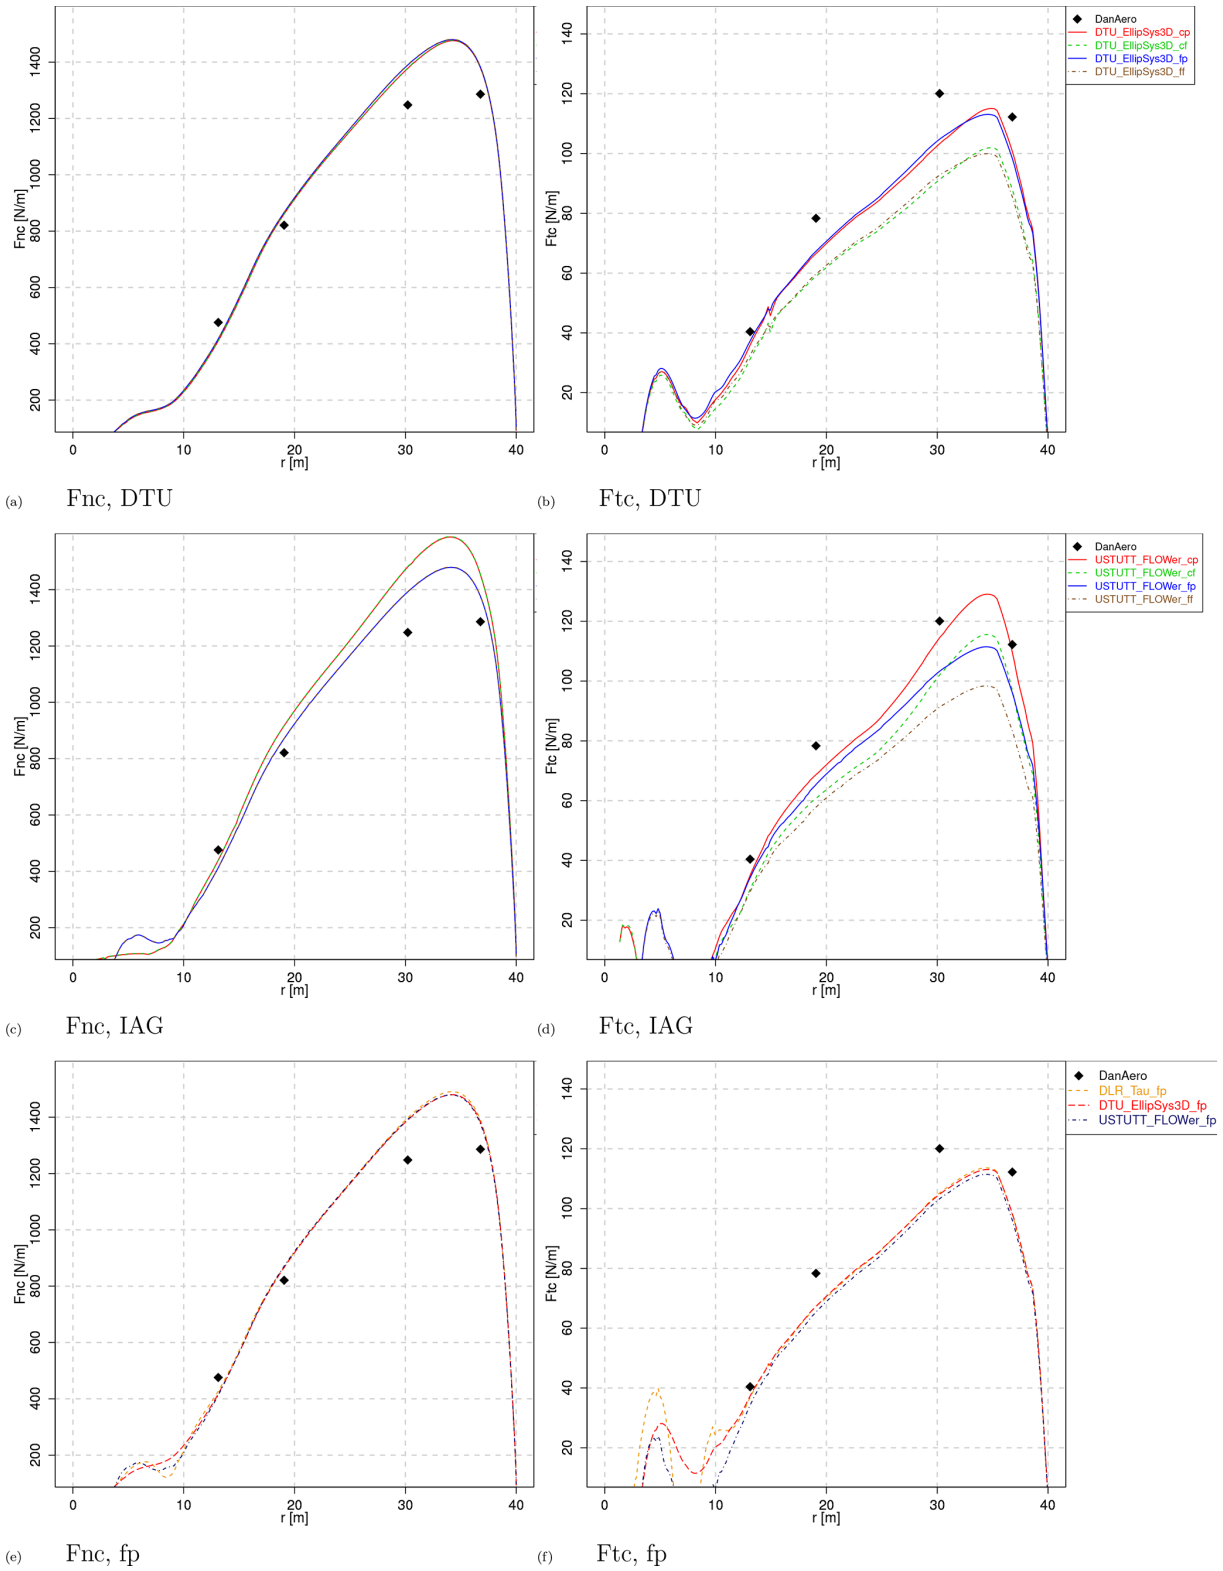 Fnc [N/m]
1400
1200
1000
800
600
400
200
0 10 20 30 40
r [m]
(a) Fnc, DTU
Ftc [N/m]
140
120
100
80
60
40
20
0 10 20 30 40
r [m]
DanAero
DTU_EllipSys3D_cp
DTU_EllipSys3D_cf
DTU_EllipSys3D_fp
DTU_EllipSys3D_ff
(b) Ftc, DTU
Fnc [N/m]
1400
1200
1000
800
600
400
200
0 10 20 30 40
r [m]
(c) Fnc, IAG
Ftc [N/m]
140
120
100
80
60
40
20
0 10 20 30 40
r [m]
DanAero
USTUTT_FLOWer_cp
USTUTT_FLOWer_cf
USTUTT_FLOWer_fp
USTUTT_FLOWer_ff
(d) Ftc, IAG
Fnc [N/m]
1400
1200
1000
800
600
400
200
0 10 20 30 40
r [m]
(e) Fnc, fp
Ftc [N/m]
140
120
100
80
60
40
20
0 10 20 30 40
r [m]
DanAero
DLR_Tau_fp
DTU_EllipSys3D_fp
USTUTT_FLOWer_fp
(f) Ftc, fp